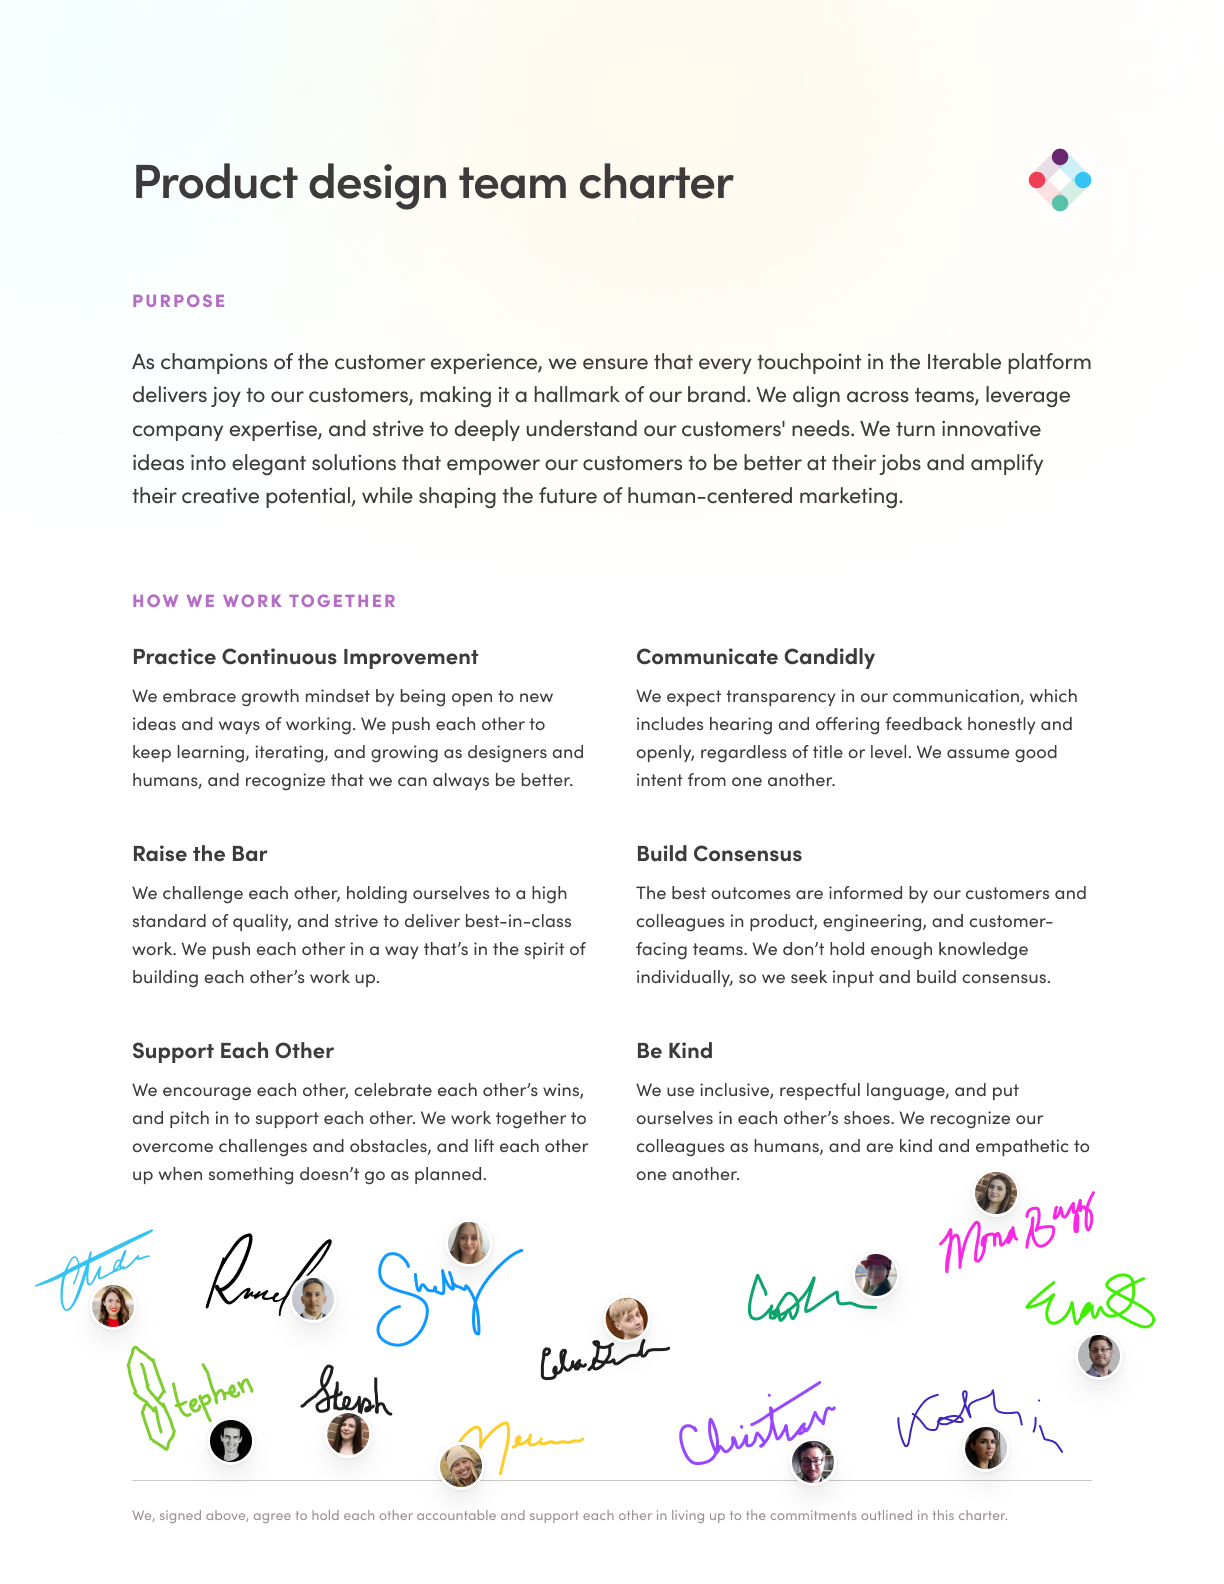 Product design team charter
PURPOSE
As champions of the customer experience, we ensure that every touchpoint in the Iterable platform
delivers joy to our customers, making it a hallmark of our brand. We align across teams, leverage
company expertise, and strive to deeply understand our customers' needs. We turn innovative
ideas into elegant solutions that empower our customers to be better at their jobs and amplify
their creative potential, while shaping the future of human-centered marketing.
HOW WE WORK TOGETHER
Practice Continuous Improvement
We embrace growth mindset by being open to new
ideas and ways of working. We push each other to
keep learning, iterating, and growing as designers and
humans, and recognize that we can always be better.
Communicate Candidly
We expect transparency in our communication, which
includes hearing and offering feedback honestly and
openly, regardless of title or level. We assume good
intent from one another.
Raise the Bar
We challenge each other, holding ourselves to a high
standard of quality, and strive to deliver best-in-class
work. We push each other in a way that’s in the spirit of
building each other’s work up.
Build Consensus
The best outcomes are informed by our customers and
colleagues in product, engineering, and customer-
facing teams. We don’t hold enough knowledge
individually, so we seek input and build consensus.
Support Each Other
We encourage each other, celebrate each other’s wins,
and pitch in to support each other. We work together to
overcome challenges and obstacles, and lift each other
up when something doesn’t go as planned.
Be Kind
We use inclusive, respectful language, and put
ourselves in each other’s shoes. We recognize our
colleagues as humans, and are kind and empathetic to
one another.
Mona
Shelby
Stephen
Steph
Christian
We, signed above, agree to hold each other accountable and support each other in living up to the commitments outlined in this charter.